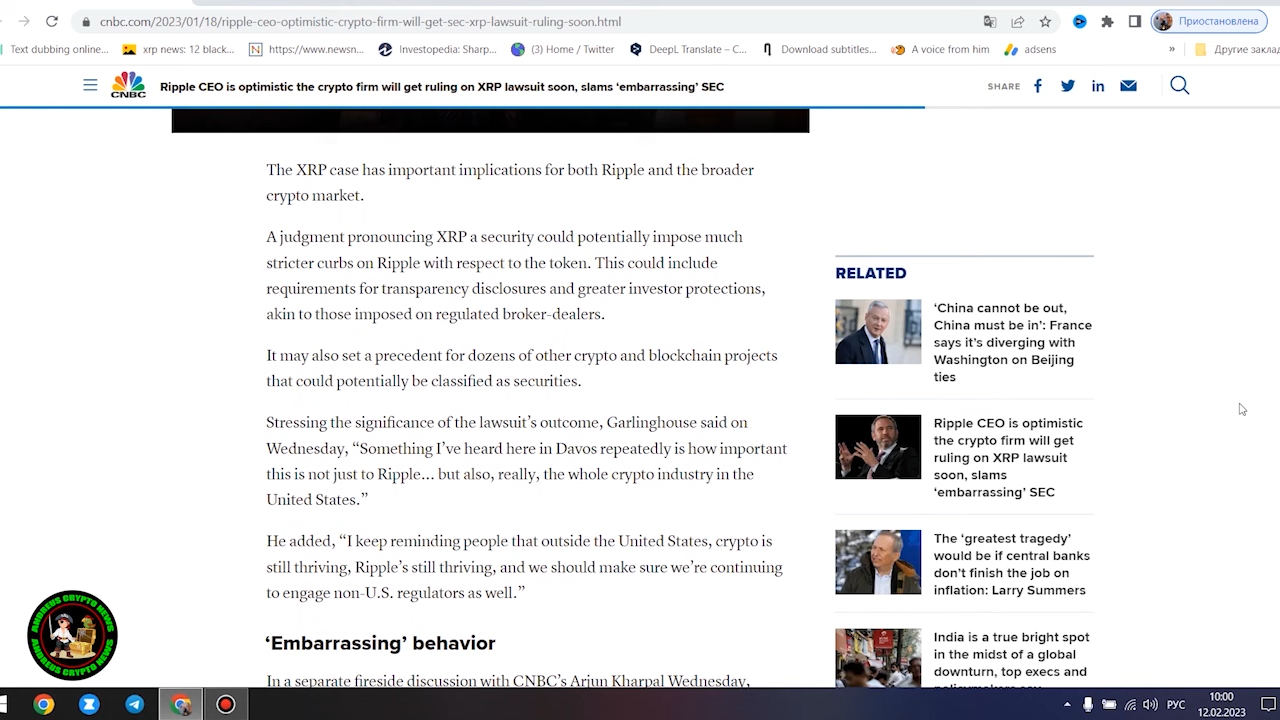 cnbc.com/2023/01/18/ripple-ceo-optimistic-crypto-firm-will-get-sec-xrp-lawsuit-ruling-soon.html
Приостановлена
Text dubbing online...
xrp news: 12 black...
https://www.newsn...
Investopedia: Sharp...
(3) Home / Twitter
DeepL Translate – C...
Download subtitles...
A voice from him
adsens
»
Другие закла
CNBC
Ripple CEO is optimistic the crypto firm will get ruling on XRP lawsuit soon, slams ‘embarrassing’ SEC
SHARE
The XRP case has important implications for both Ripple and the broader
crypto market.
A judgment pronouncing XRP a security could potentially impose much
stricter curbs on Ripple with respect to the token. This could include
requirements for transparency disclosures and greater investor protections,
akin to those imposed on regulated broker-dealers.
It may also set a precedent for dozens of other crypto and blockchain projects
that could potentially be classified as securities.
Stressing the significance of the lawsuit’s outcome, Garlinghouse said on
Wednesday, “Something I’ve heard here in Davos repeatedly is how important
this is not just to Ripple... but also, really, the whole crypto industry in the
United States.”
He added, “I keep reminding people that outside the United States, crypto is
still thriving, Ripple’s still thriving, and we should make sure we’re continuing
to engage non-U.S. regulators as well.”
‘Embarrassing’ behavior
In a separate fireside discussion with CNBC’s Arjun Kharpal Wednesday,
RELATED
‘China cannot be out,
China must be in’: France
says it’s diverging with
Washington on Beijing
ties
Ripple CEO is optimistic
the crypto firm will get
ruling on XRP lawsuit
soon, slams
‘embarrassing’ SEC
The ‘greatest tragedy’
would be if central banks
don’t finish the job on
inflation: Larry Summers
India is a true bright spot
in the midst of a global
downturn, top execs and
ANDREUS CRYPTO NEWS
ANDREUS CRYPTO NEWS
РУС
10:00
12.02.2023